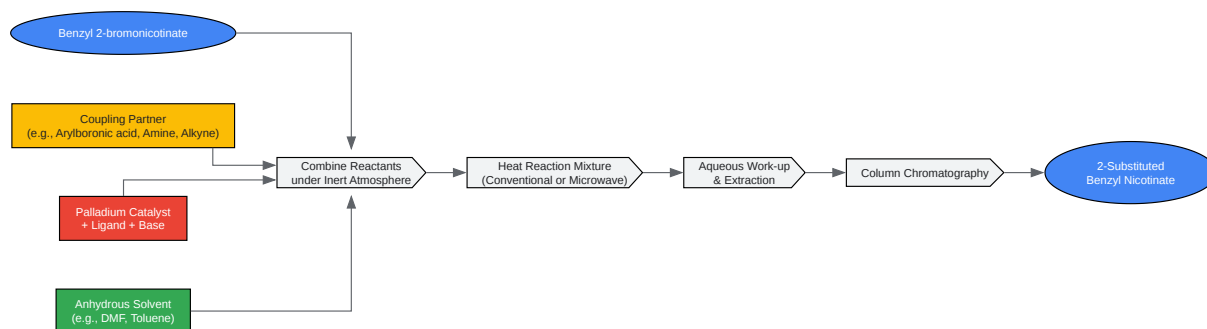 Benzyl 2-bromonicotinate
Coupling Partner
(e.g., Arylboronic acid, Amine, Alkyne)
Palladium Catalyst
+ Ligand + Base
Anhydrous Solvent
(e.g., DMF, Toluene)
Combine Reactants
under Inert Atmosphere
Heat Reaction Mixture
(Conventional or Microwave)
Aqueous Work-up
& Extraction
Column Chromatography
2-Substituted
Benzyl Nicotinate